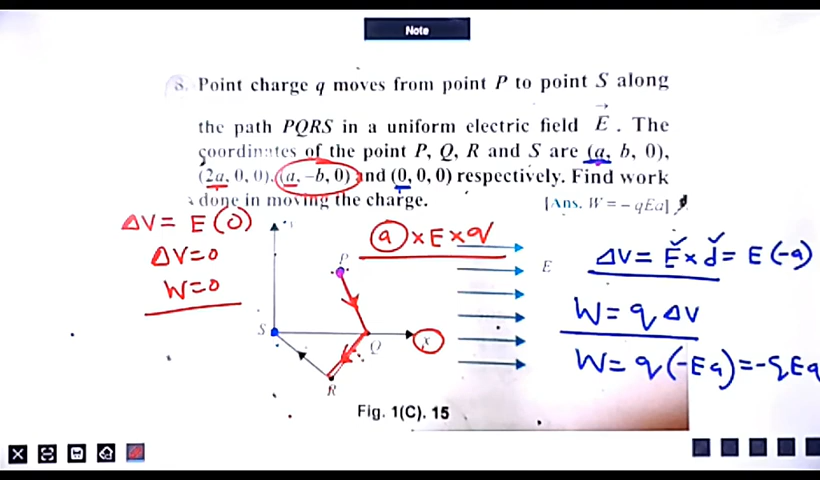 Note
8. Point charge q moves from point P to point S along
the path PQRS in a uniform electric field E⃗. The
coordinates of the point P, Q, R and S are (a, b, 0),
(2a, 0, 0), (a, -b, 0) and (0, 0, 0) respectively. Find work
done in moving the charge.
[Ans. W = - qEa]
ΔV = E(0)
ΔV=0
W=0
a × E × q
P
S
Q
x
R
E
ΔV = E × d = E(-a)
W = q ΔV
W = q(-Ea) = -qEa
Fig. 1(C). 15